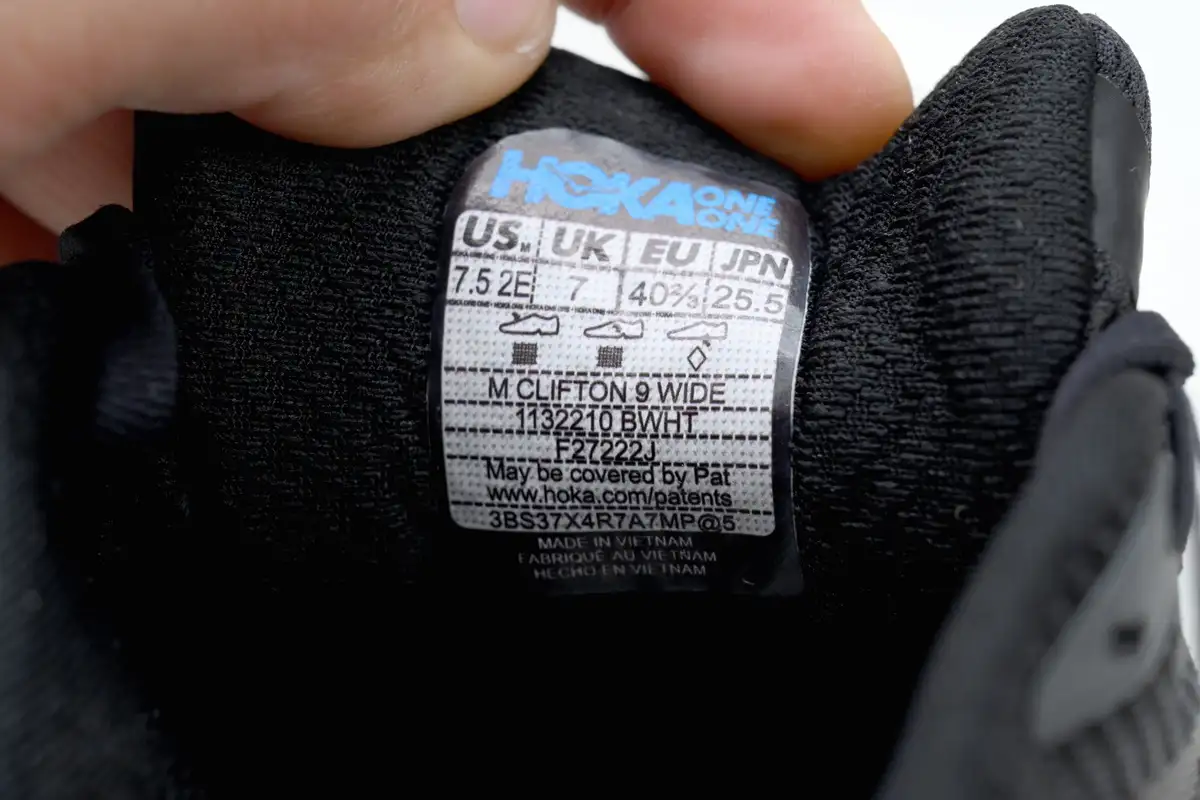 HOKA ONE ONE
USM UK EU JPN
7.5 2E 7 40⅔ 25.5
M CLIFTON 9 WIDE
1132210 BWHT
F27222J
May be covered by Pat
www.hoka.com/patents
3BS37X4R7A7MP@5
MADE IN VIETNAM
FABRIQUÉ AU VIETNAM
HECHO EN VIETNAM